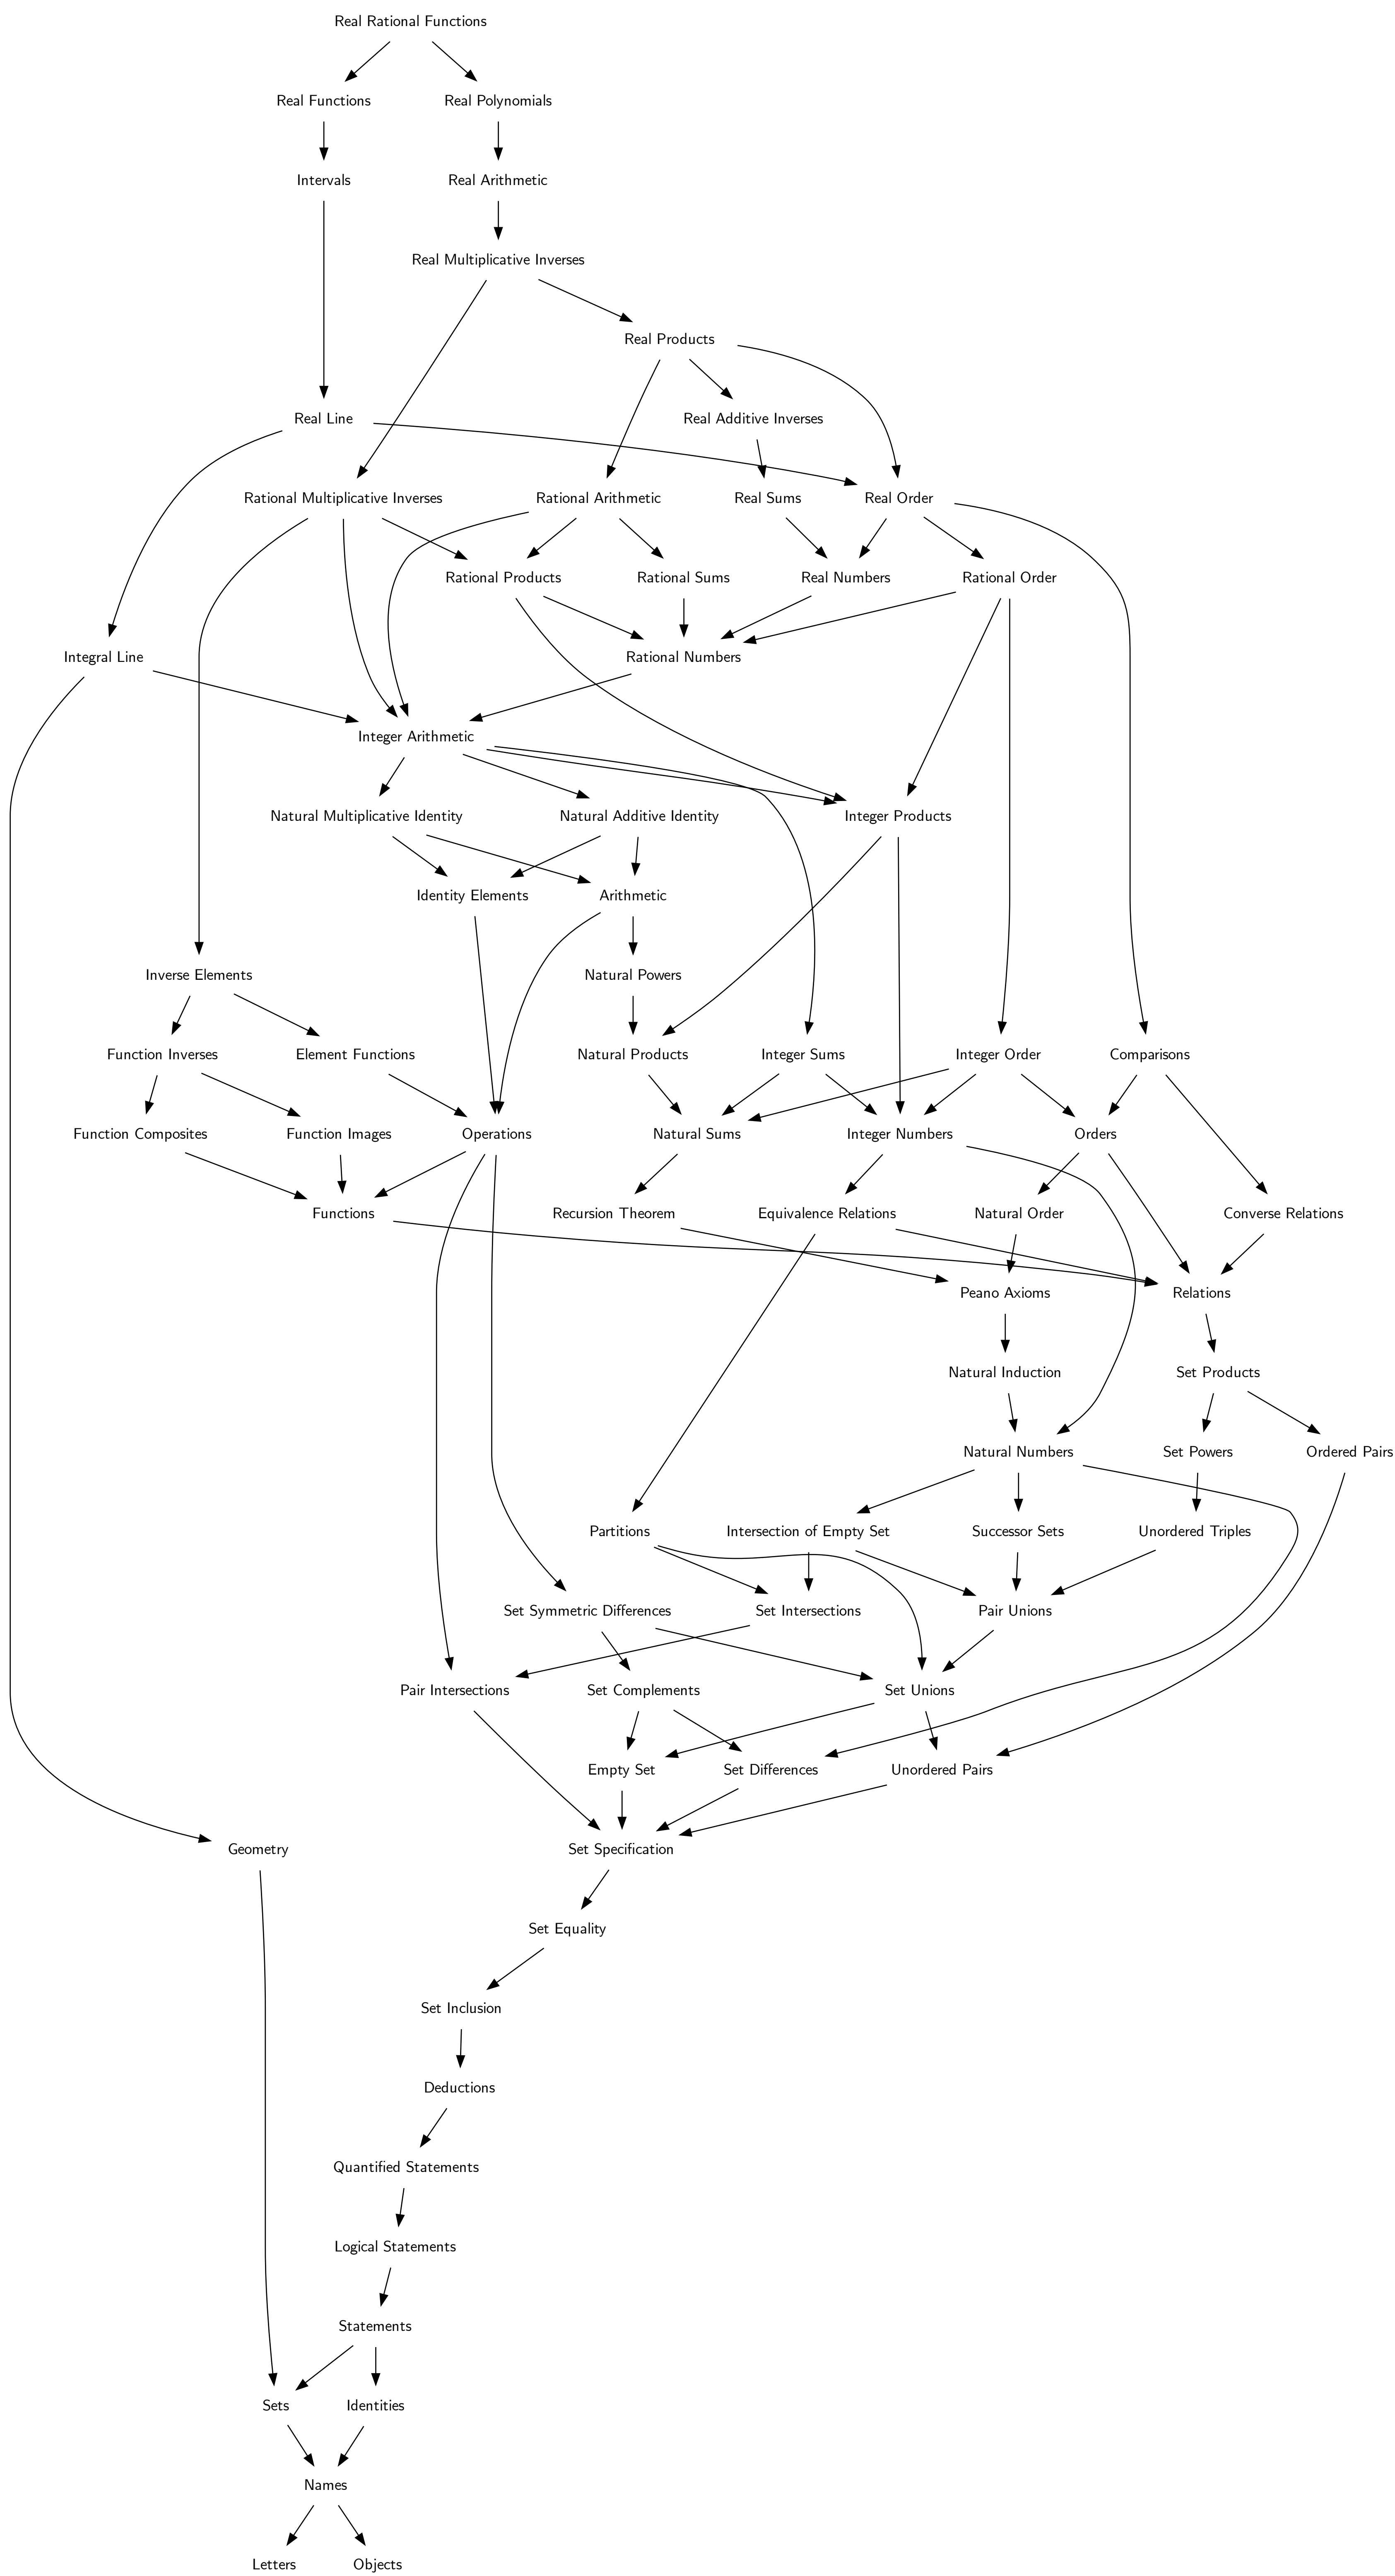 Real Rational Functions
Real Functions
Real Polynomials
Intervals
Real Arithmetic
Real Multiplicative Inverses
Real Products
Real Line
Real Additive Inverses
Rational Multiplicative Inverses
Rational Arithmetic
Real Sums
Real Order
Rational Products
Rational Sums
Real Numbers
Rational Order
Integral Line
Rational Numbers
Integer Arithmetic
Natural Multiplicative Identity
Natural Additive Identity
Integer Products
Identity Elements
Arithmetic
Inverse Elements
Natural Powers
Function Inverses
Element Functions
Natural Products
Integer Sums
Integer Order
Comparisons
Function Composites
Function Images
Operations
Natural Sums
Integer Numbers
Orders
Functions
Recursion Theorem
Equivalence Relations
Natural Order
Converse Relations
Peano Axioms
Relations
Natural Induction
Set Products
Natural Numbers
Set Powers
Ordered Pairs
Partitions
Intersection of Empty Set
Successor Sets
Unordered Triples
Set Symmetric Differences
Set Intersections
Pair Unions
Pair Intersections
Set Complements
Set Unions
Empty Set
Set Differences
Unordered Pairs
Geometry
Set Specification
Set Equality
Set Inclusion
Deductions
Quantified Statements
Logical Statements
Statements
Sets
Identities
Names
Letters
Objects